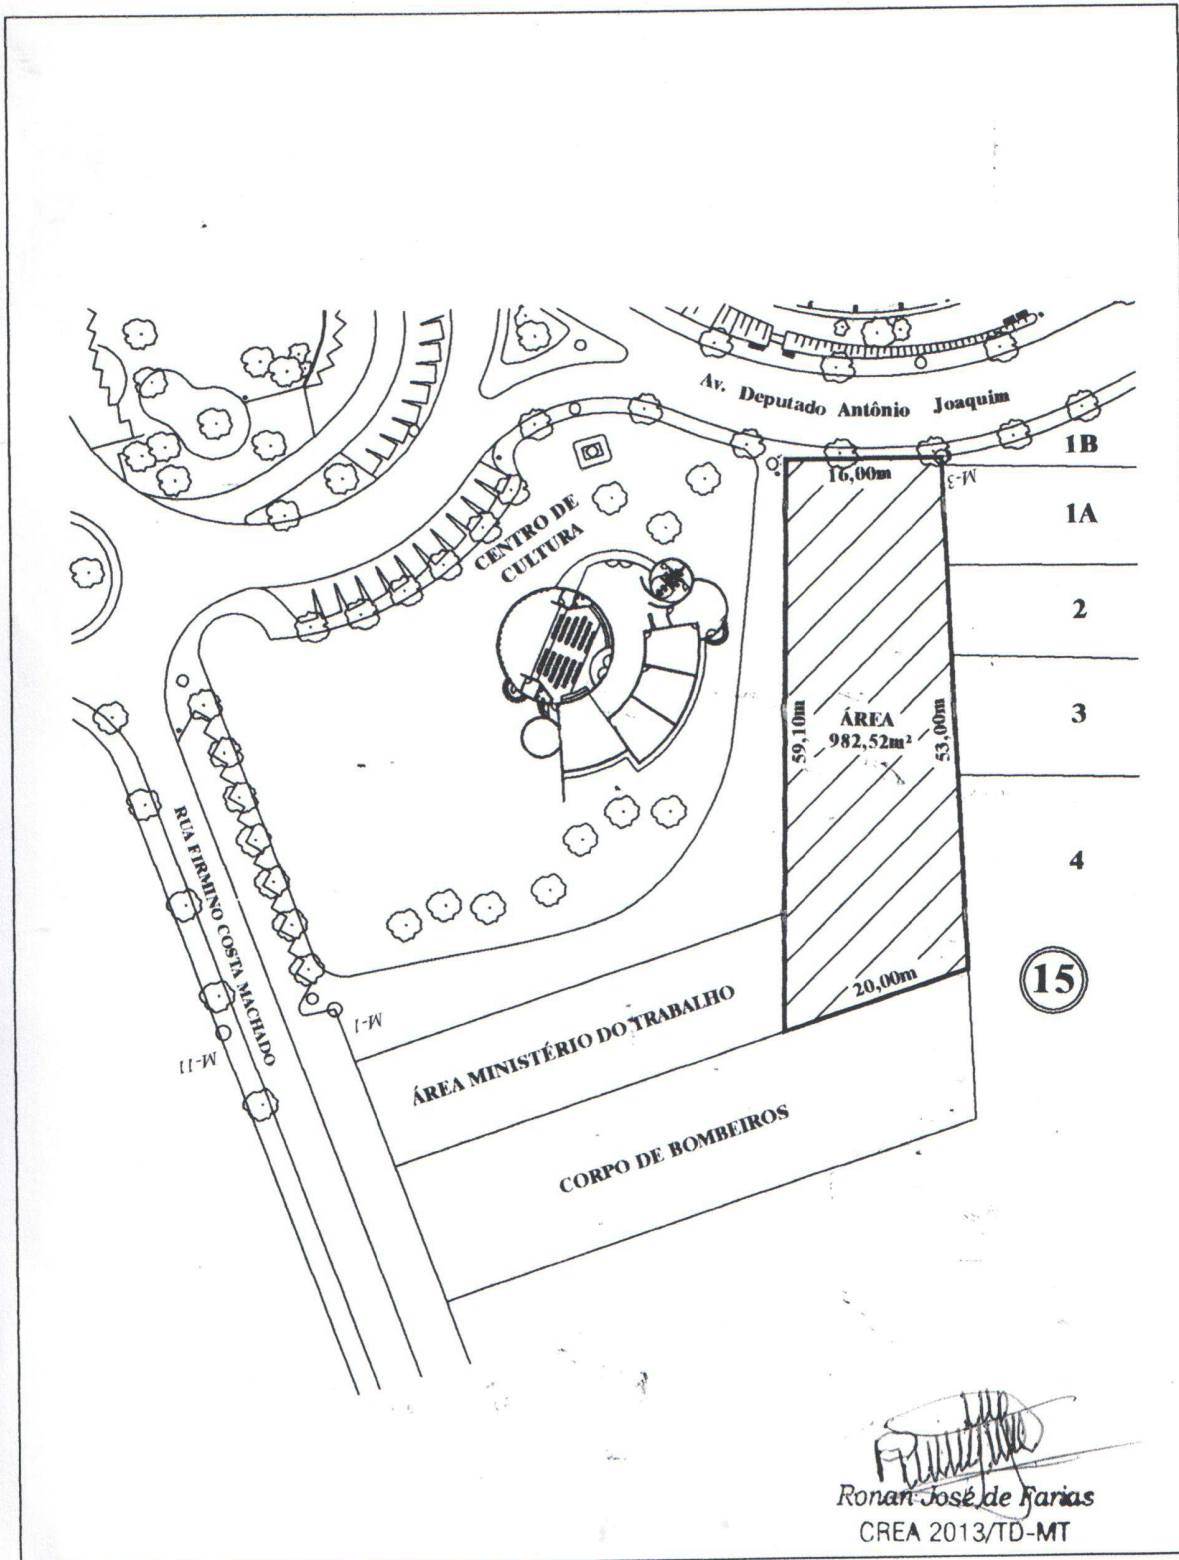 Av. Deputado Antônio Joaquim
1B
16,00m
M-3
1A
CENTRO DE
CULTURA
2
59,10m
ÁREA
982,52m²
53,00m
3
RUA FIRMINO COSTA MACHADO
4
20,00m
15
M-1
M-11
ÁREA MINISTÉRIO DO TRABALHO
CORPO DE BOMBEIROS
Ronan José de Farias
CREA 2013/TD-MT